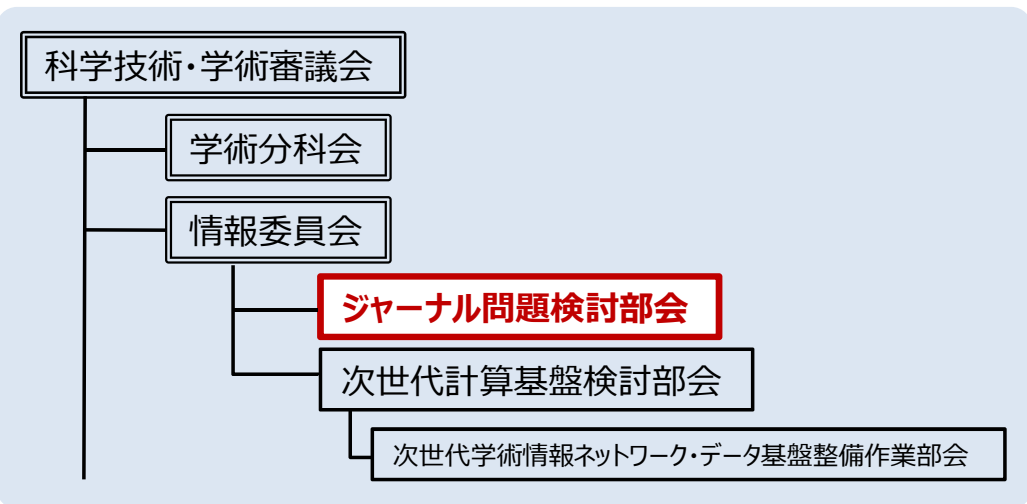 科学技術・学術審議会
学術分科会
情報委員会
ジャーナル問題検討部会
次世代計算基盤検討部会
次世代学術情報ネットワーク・データ基盤整備作業部会